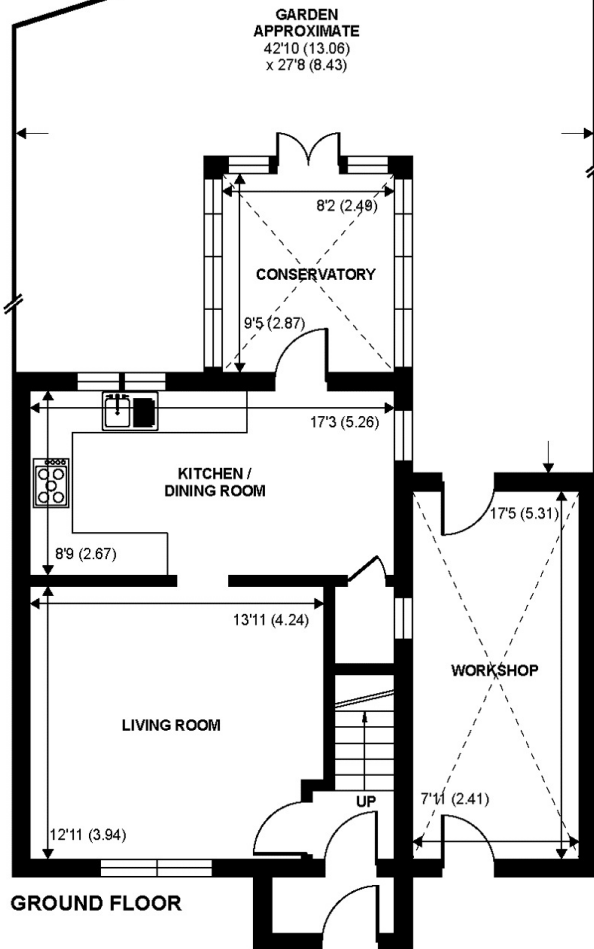 GARDEN
APPROXIMATE
42'10 (13.06)
x 27'8 (8.43)
8'2 (2.49)
CONSERVATORY
9'5 (2.87)
17'3 (5.26)
KITCHEN /
DINING ROOM
17'5 (5.31)
8'9 (2.67)
13'11 (4.24)
WORKSHOP
LIVING ROOM
UP
7'11 (2.41)
12'11 (3.94)
GROUND FLOOR